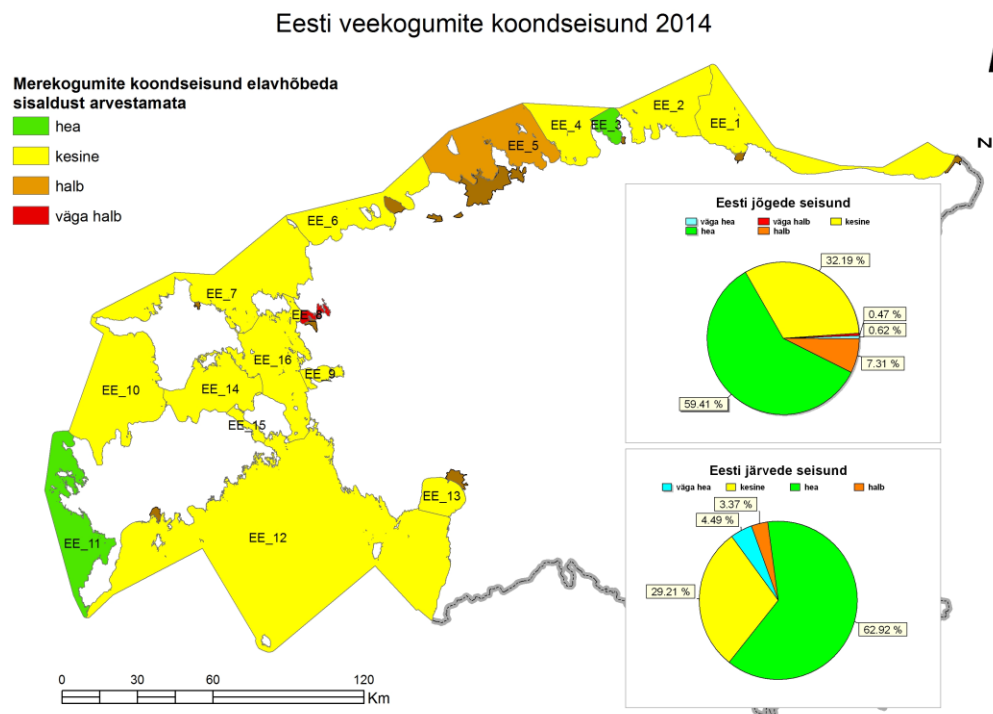 Eesti veekogumite koondseisund 2014
Merekogumite koondseisund elavhõbeda
sisaldust arvestamata
hea
kesine
halb
väga halb
EE_1
EE_2
EE_3
EE_4
EE_5
EE_6
EE_7
EE_8
EE_9
EE_10
EE_11
EE_12
EE_13
EE_14
EE_15
EE_16
N
Eesti jõgede seisund
väga hea väga halb kesine
hea halb
32.19 %
0.47 %
0.62 %
7.31 %
59.41 %
Eesti järvede seisund
väga hea kesine hea halb
3.37 %
4.49 %
29.21 %
62.92 %
0 30 60 120
Km